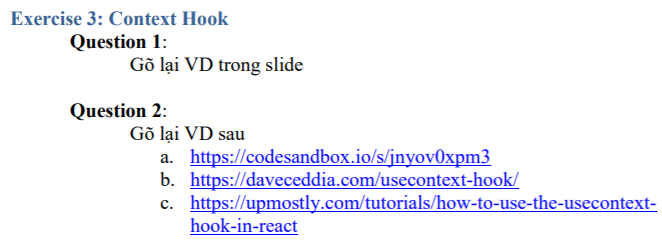 Exercise 3: Context Hook
Question 1:
Gõ lại VD trong slide
Question 2:
Gõ lại VD sau
a. https://codesandbox.io/s/jnyov0xpm3
b. https://daveceddia.com/usecontext-hook/
c. https://upmostly.com/tutorials/how-to-use-the-usecontext-
hook-in-react